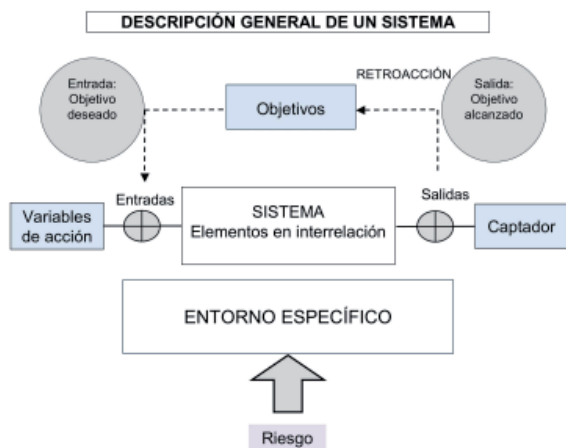 DESCRIPCIÓN GENERAL DE UN SISTEMA
Entrada:
Objetivo
deseado
RETROACCIÓN
Objetivos
Salida:
Objetivo
alcanzado
Entradas
Salidas
Variables
de acción
SISTEMA
Elementos en interrelación
Captador
ENTORNO ESPECÍFICO
Riesgo